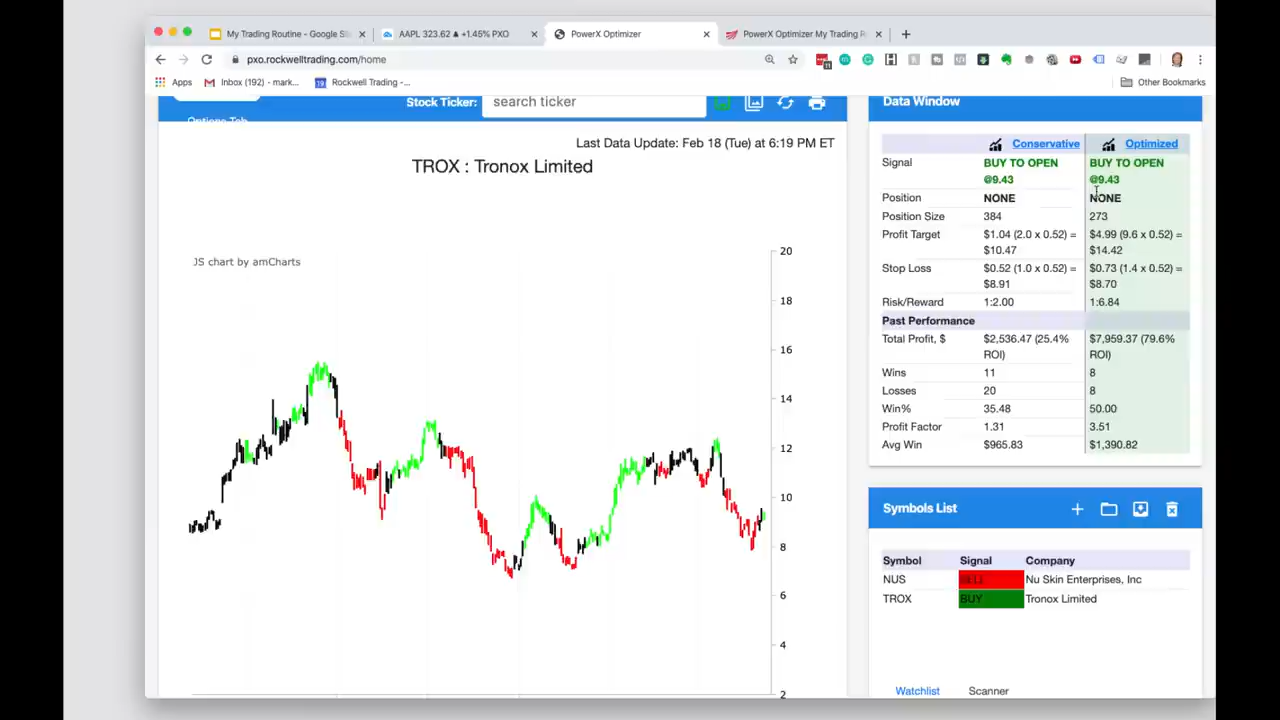 My Trading Routine - Google Sl
AAPL 323.62 ▲ +1.45% PXO
PowerX Optimizer
PowerX Optimizer My Trading R
pxo.rockwelltrading.com/home
11
Apps
Inbox (192) - mark...
19
Rockwell Trading -...
Other Bookmarks
Options Tab
Stock Ticker:
search ticker
Last Data Update: Feb 18 (Tue) at 6:19 PM ET
TROX : Tronox Limited
JS chart by amCharts
20
18
16
14
12
10
8
6
4
2
Data Window
Conservative Optimized
Signal BUY TO OPEN BUY TO OPEN
@9.43 @9.43
Position NONE NONE
Position Size 384 273
Profit Target $1.04 (2.0 x 0.52) = $4.99 (9.6 x 0.52) =
$10.47 $14.42
Stop Loss $0.52 (1.0 x 0.52) = $0.73 (1.4 x 0.52) =
$8.91 $8.70
Risk/Reward 1:2.00 1:6.84
Past Performance
Total Profit, $ $2,536.47 (25.4% $7,959.37 (79.6%
ROI) ROI)
Wins 11 8
Losses 20 8
Win% 35.48 50.00
Profit Factor 1.31 3.51
Avg Win $965.83 $1,390.82
Symbols List
Symbol Signal Company
NUS SELL Nu Skin Enterprises, Inc
TROX BUY Tronox Limited
Watchlist Scanner